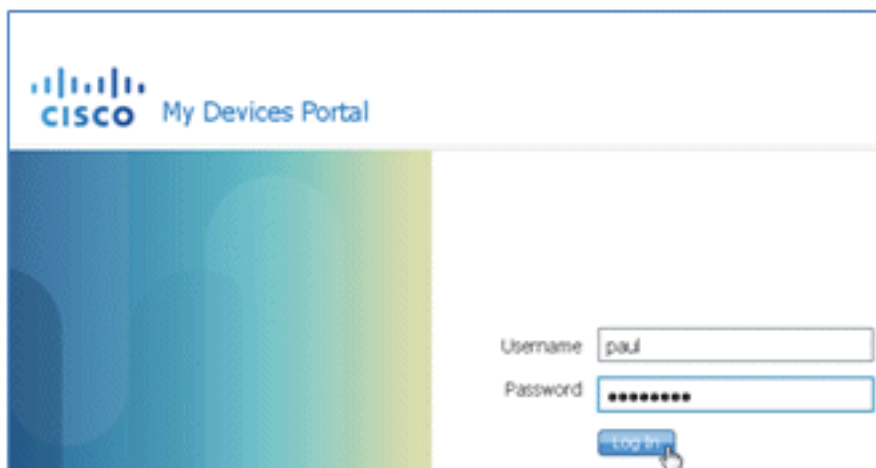 CISCO My Devices Portal
Username paul
Password ••••••••
Log In